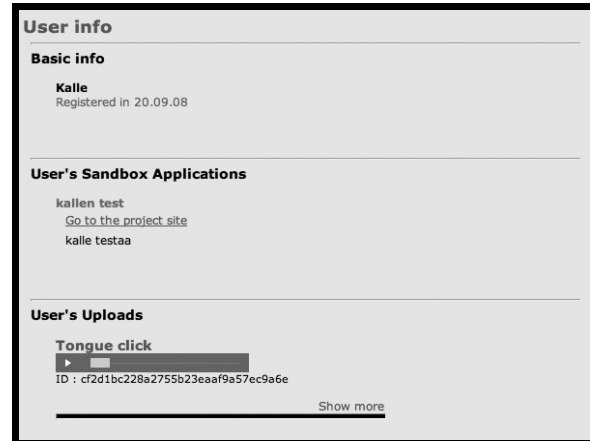 User info
Basic info
Kalle
Registered in 20.09.08
User's Sandbox Applications
kallen test
Go to the project site
kalle testaa
User's Uploads
Tongue click
ID : cf2d1bc228a2755b23eaaf9a57ec9a6e
Show more